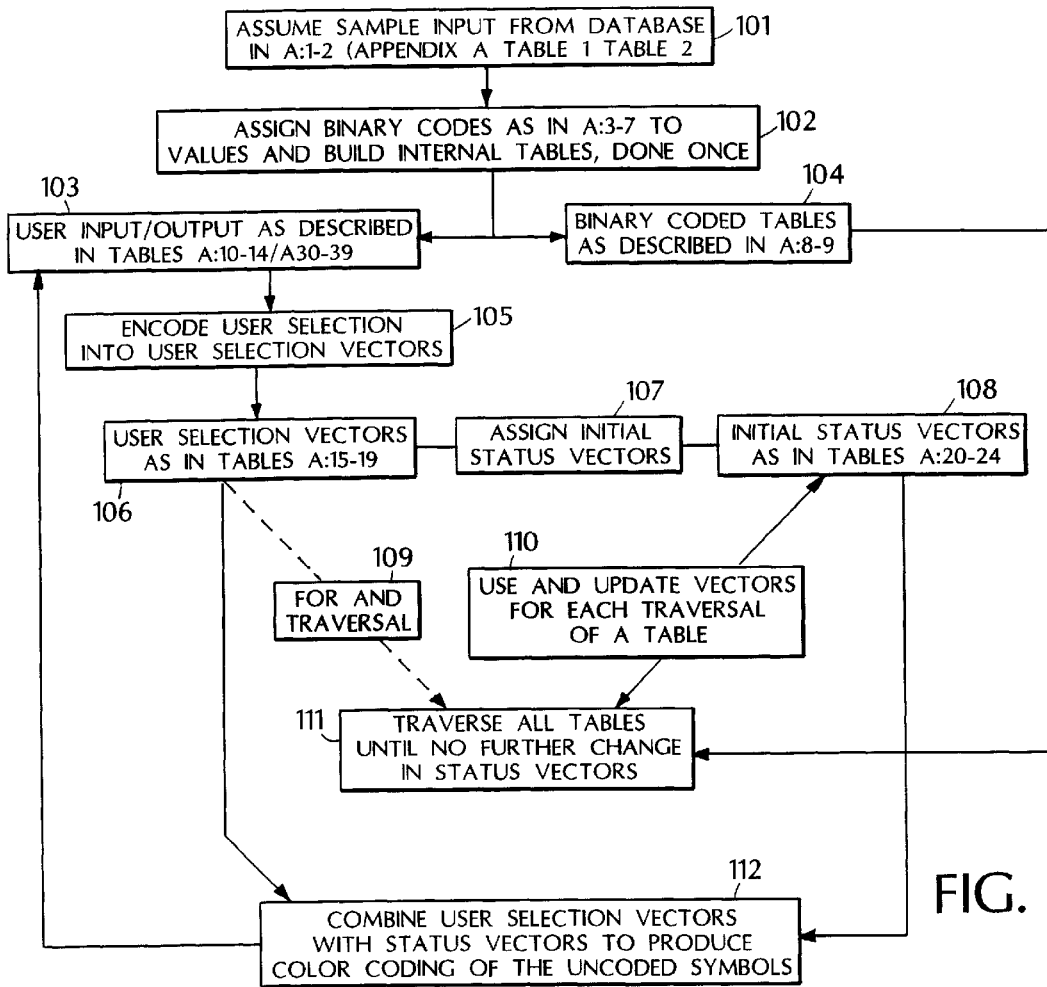 ASSUME SAMPLE INPUT FROM DATABASE
IN A:1-2 (APPENDIX A TABLE 1 TABLE 2
101
ASSIGN BINARY CODES AS IN A:3-7 TO
VALUES AND BUILD INTERNAL TABLES, DONE ONCE
102
103
USER INPUT/OUTPUT AS DESCRIBED
IN TABLES A:10-14/A30-39
104
BINARY CODED TABLES
AS DESCRIBED IN A:8-9
ENCODE USER SELECTION
INTO USER SELECTION VECTORS
105
USER SELECTION VECTORS
AS IN TABLES A:15-19
106
107
ASSIGN INITIAL
STATUS VECTORS
108
INITIAL STATUS VECTORS
AS IN TABLES A:20-24
109
FOR AND
TRAVERSAL
110
USE AND UPDATE VECTORS
FOR EACH TRAVERSAL
OF A TABLE
111
TRAVERSE ALL TABLES
UNTIL NO FURTHER CHANGE
IN STATUS VECTORS
112
COMBINE USER SELECTION VECTORS
WITH STATUS VECTORS TO PRODUCE
COLOR CODING OF THE UNCODED SYMBOLS
FIG.